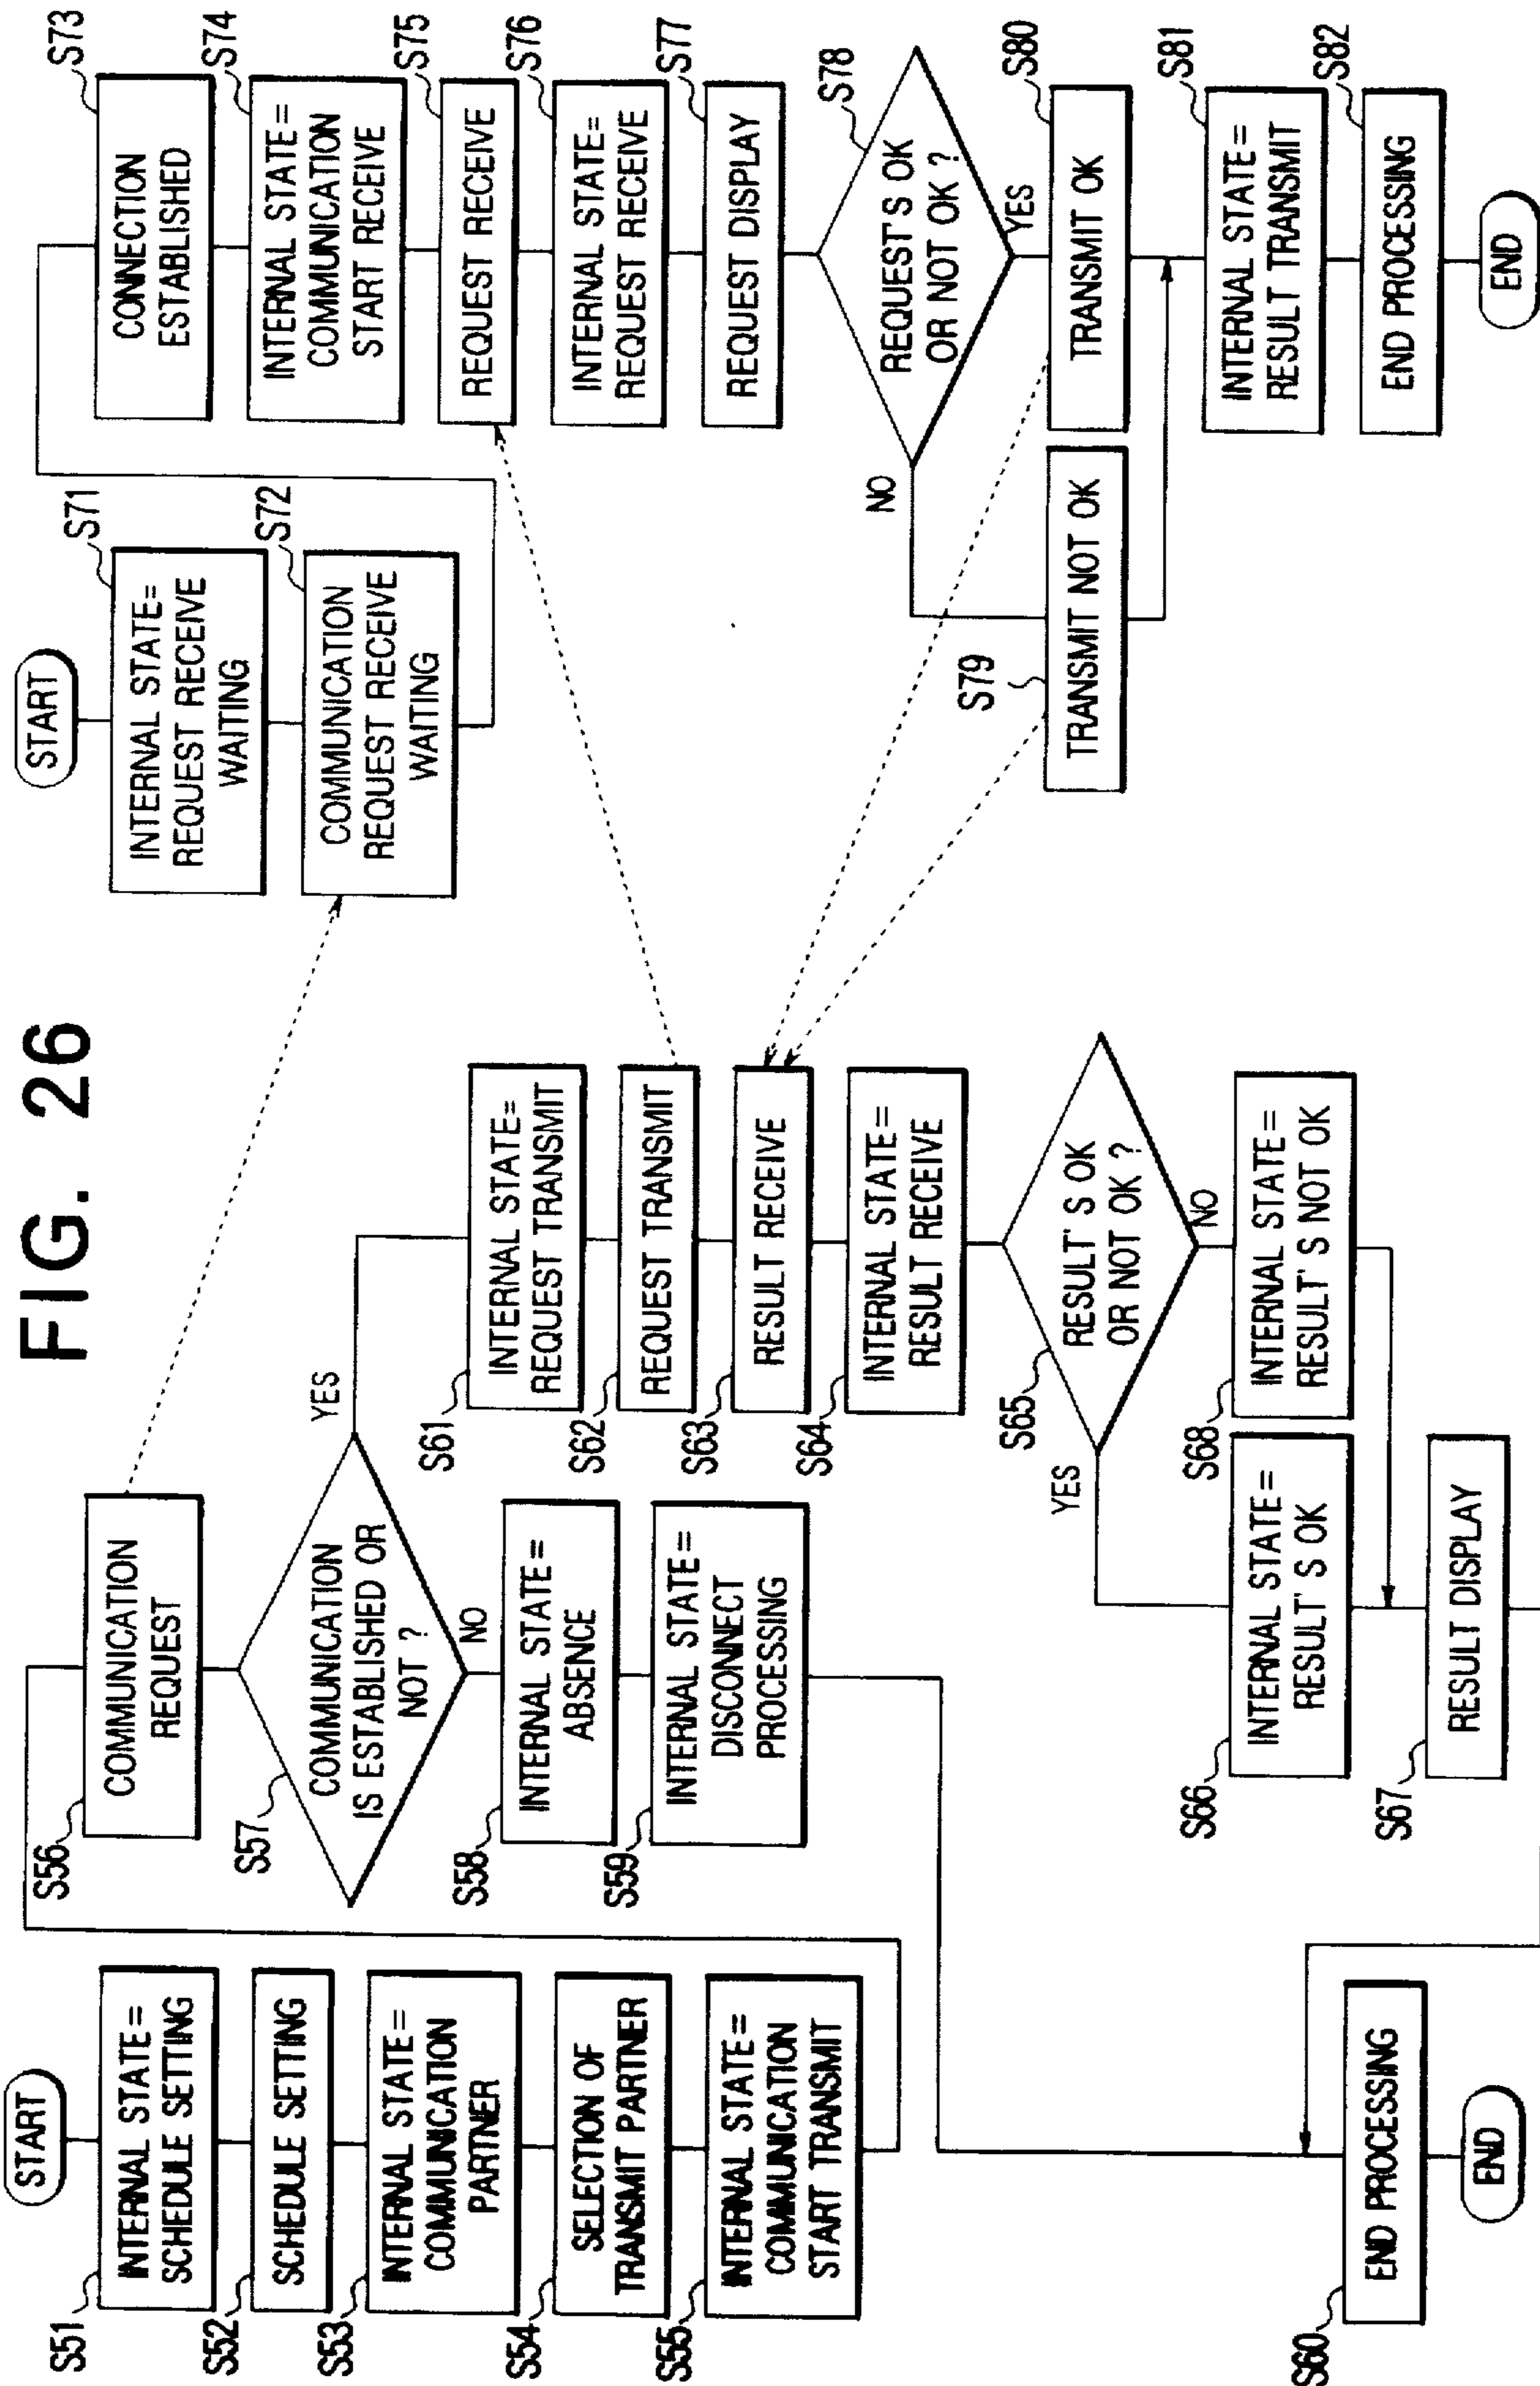 FIG. 26
START
S51
INTERNAL STATE=
SCHEDULE SETTING
S52
SCHEDULE SETTING
S53
INTERNAL STATE=
COMMUNICATION
PARTNER
S54
SELECTION OF
TRANSMIT PARTNER
S55
INTERNAL STATE=
COMMUNICATION
START TRANSMIT
S56
COMMUNICATION
REQUEST
S57
COMMUNICATION
IS ESTABLISHED OR
NOT ?
YES
NO
S58
INTERNAL STATE=
ABSENCE
S59
INTERNAL STATE=
DISCONNECT
PROCESSING
S60
END PROCESSING
END
S61
INTERNAL STATE=
REQUEST TRANSMIT
S62
REQUEST TRANSMIT
S63
RESULT RECEIVE
S64
INTERNAL STATE=
RESULT RECEIVE
S65
RESULT' S OK
OR NOT OK ?
YES
NO
S66
INTERNAL STATE=
RESULT' S OK
S68
INTERNAL STATE=
RESULT' S NOT OK
S67
RESULT DISPLAY
START
S71
INTERNAL STATE=
REQUEST RECEIVE
WAITING
S72
COMMUNICATION
REQUEST RECEIVE
WAITING
S73
CONNECTION
ESTABLISHED
S74
INTERNAL STATE=
COMMUNICATION
START RECEIVE
S75
REQUEST RECEIVE
S76
INTERNAL STATE=
REQUEST RECEIVE
S77
REQUEST DISPLAY
S78
REQUEST'S OK
OR NOT OK ?
NO
YES
S79
TRANSMIT NOT OK
S80
TRANSMIT OK
S81
INTERNAL STATE=
RESULT TRANSMIT
S82
END PROCESSING
END